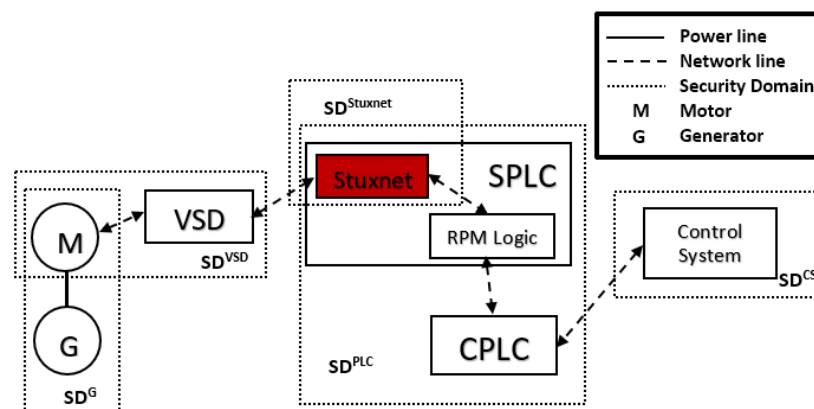 Power line
Network line
Security Domain
M Motor
G Generator
SD^Stuxnet
Stuxnet
SPLC
RPM Logic
VSD
M
SD^VSD
Control
System
SD^CS
G
CPLC
SD^PLC
SD^G